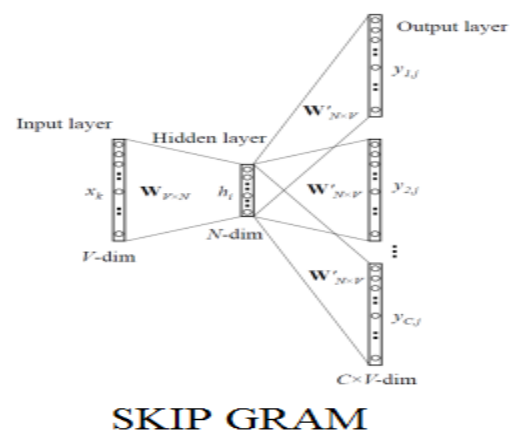 Output layer
y1,j
W'N×V
Input layer
Hidden layer
xk
WV×N
hi
W'N×V
y2,j
N-dim
V-dim
W'N×V
yC,j
C×V-dim
SKIP GRAM